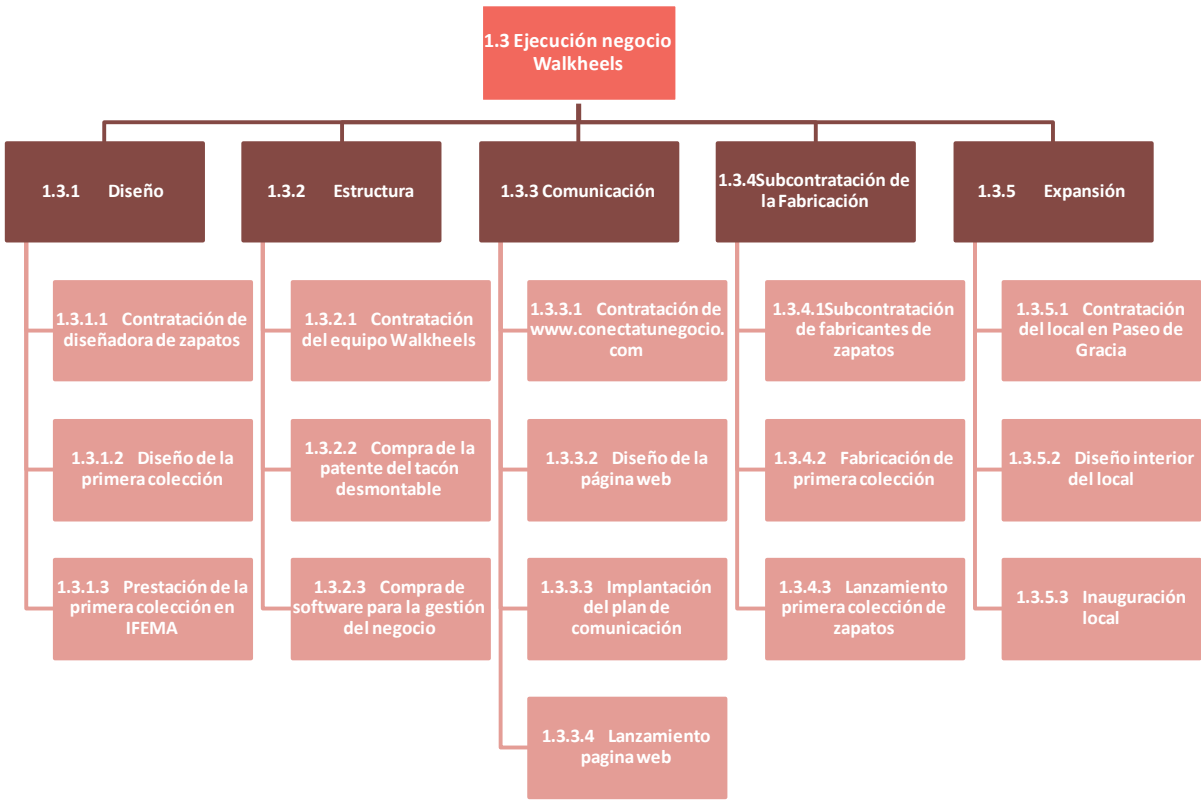 1.3 Ejecución negocio
Walkheels
1.3.1 Diseño
1.3.2 Estructura
1.3.3 Comunicación
1.3.4Subcontratación de
la Fabricación
1.3.5 Expansión
1.3.1.1 Contratación de
diseñadora de zapatos
1.3.2.1 Contratación
del equipo Walkheels
1.3.3.1 Contratación de
www.conectatunegocio.
com
1.3.4.1Subcontratación
de fabricantes de
zapatos
1.3.5.1 Contratación
del local en Paseo de
Gracia
1.3.1.2 Diseño de la
primera colección
1.3.2.2 Compra de la
patente del tacón
desmontable
1.3.3.2 Diseño de la
página web
1.3.4.2 Fabricación de
primera colección
1.3.5.2 Diseño interior
del local
1.3.1.3 Prestación de la
primera colección en
IFEMA
1.3.2.3 Compra de
software para la gestión
del negocio
1.3.3.3 Implantación
del plan de
comunicación
1.3.4.3 Lanzamiento
primera colección de
zapatos
1.3.5.3 Inauguración
local
1.3.3.4 Lanzamiento
pagina web